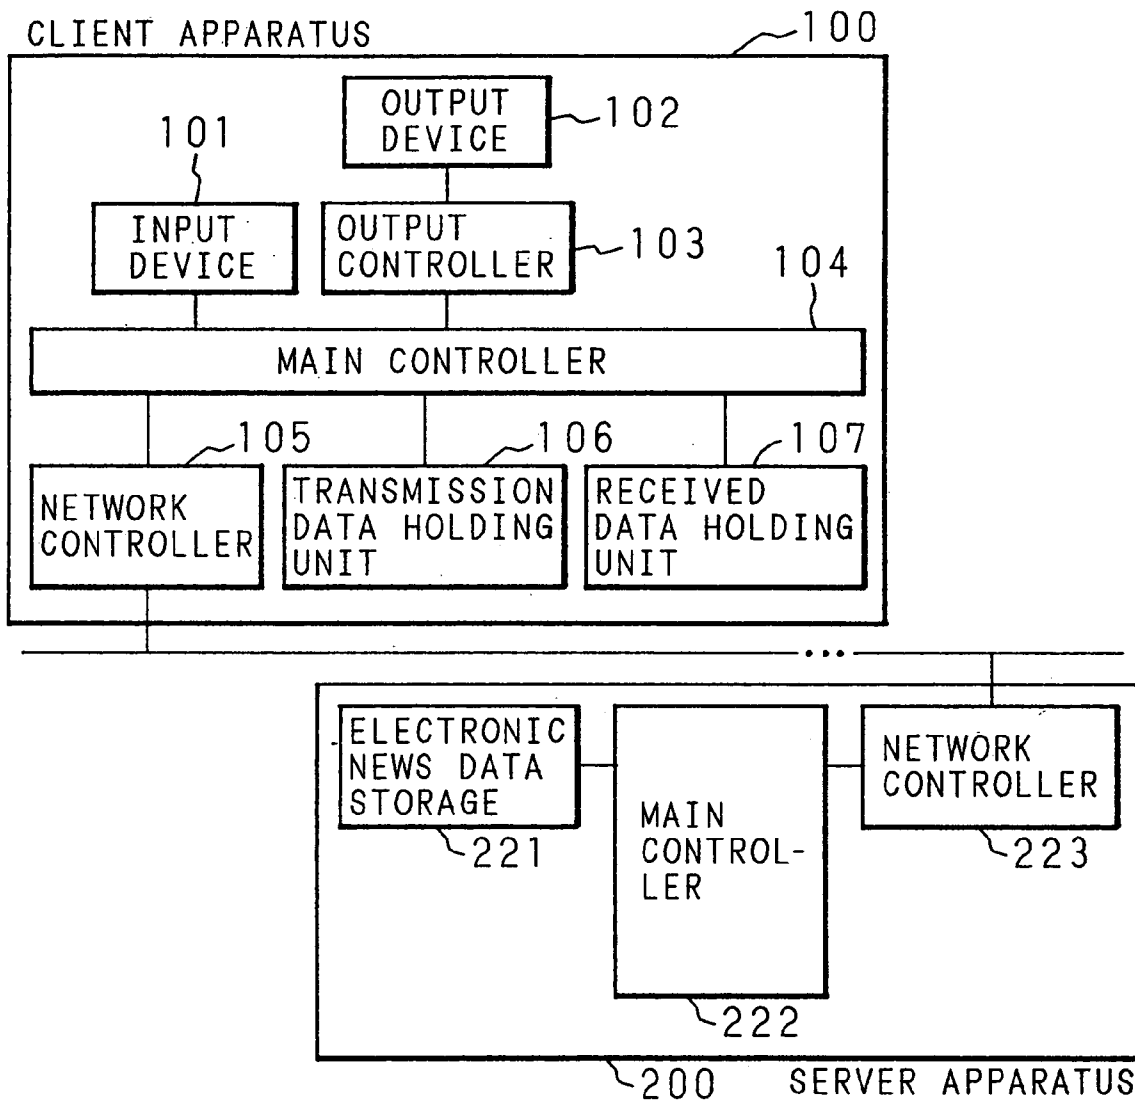 CLIENT APPARATUS
100
OUTPUT
DEVICE
102
101
INPUT
DEVICE
OUTPUT
CONTROLLER
103
104
MAIN CONTROLLER
105
106
107
NETWORK
CONTROLLER
TRANSMISSION
DATA HOLDING
UNIT
RECEIVED
DATA HOLDING
UNIT
...
ELECTRONIC
NEWS DATA
STORAGE
221
MAIN
CONTROL-
LER
222
NETWORK
CONTROLLER
223
200
SERVER APPARATUS